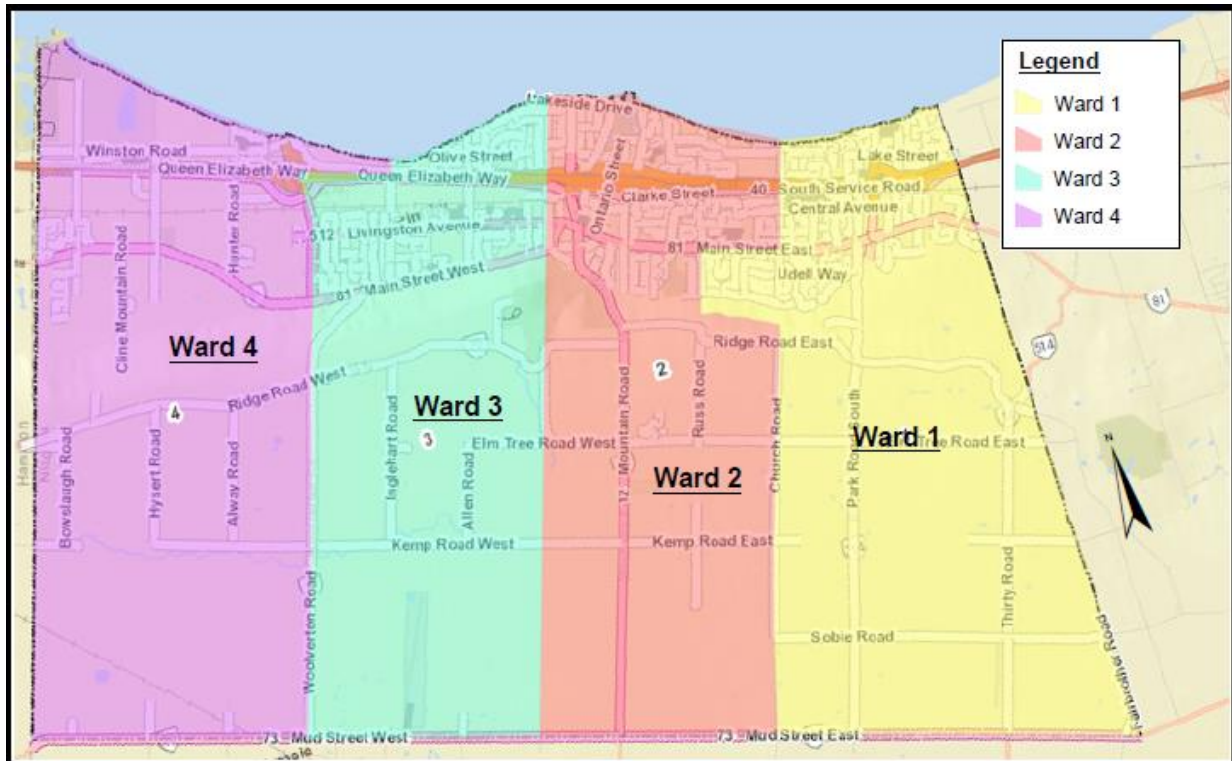 Legend
Ward 1
Ward 2
Ward 3
Ward 4
Lakeside Drive
Winston Road
Queen Elizabeth Way
Olive Street
Queen Elizabeth Way
Ontario Street
Clarke Street
Lake Street
40 South Service Road
Central Avenue
Hunter Road
512 Livingston Avenue
81 Main Street East
Udell Way
81 Main Street West
Cline Mountain Road
81
514
Ward 4
Ridge Road East
Ridge Road West
2
4
Ward 3
3
Inglehart Road
Elm Tree Road West
Russ Road
Church Road
Park Road South
Ward 1
Tree Road East
Ward 2
12 Mountain Road
N
Bowslaugh Road
Hysert Road
Alway Road
Allen Road
Kemp Road West
Kemp Road East
Woolverton Road
Thirty Road
Sobie Road
Fairbrother Road
73 Mud Street West
73 Mud Street East